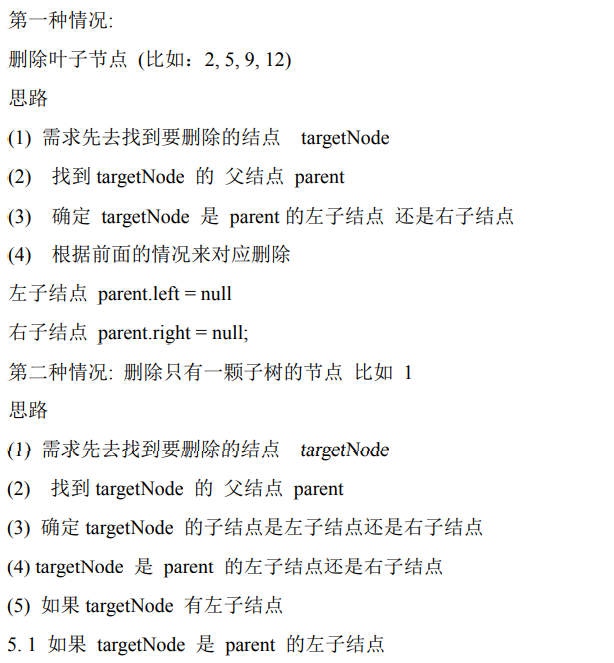 第一种情况:
删除叶子节点 (比如：2, 5, 9, 12)
思路
(1) 需求先去找到要删除的结点 targetNode
(2) 找到 targetNode 的 父结点 parent
(3) 确定 targetNode 是 parent 的左子结点 还是右子结点
(4) 根据前面的情况来对应删除
左子结点 parent.left = null
右子结点 parent.right = null;
第二种情况: 删除只有一颗子树的节点 比如 1
思路
(1) 需求先去找到要删除的结点 targetNode
(2) 找到 targetNode 的 父结点 parent
(3) 确定 targetNode 的子结点是左子结点还是右子结点
(4) targetNode 是 parent 的左子结点还是右子结点
(5) 如果 targetNode 有左子结点
5. 1 如果 targetNode 是 parent 的左子结点